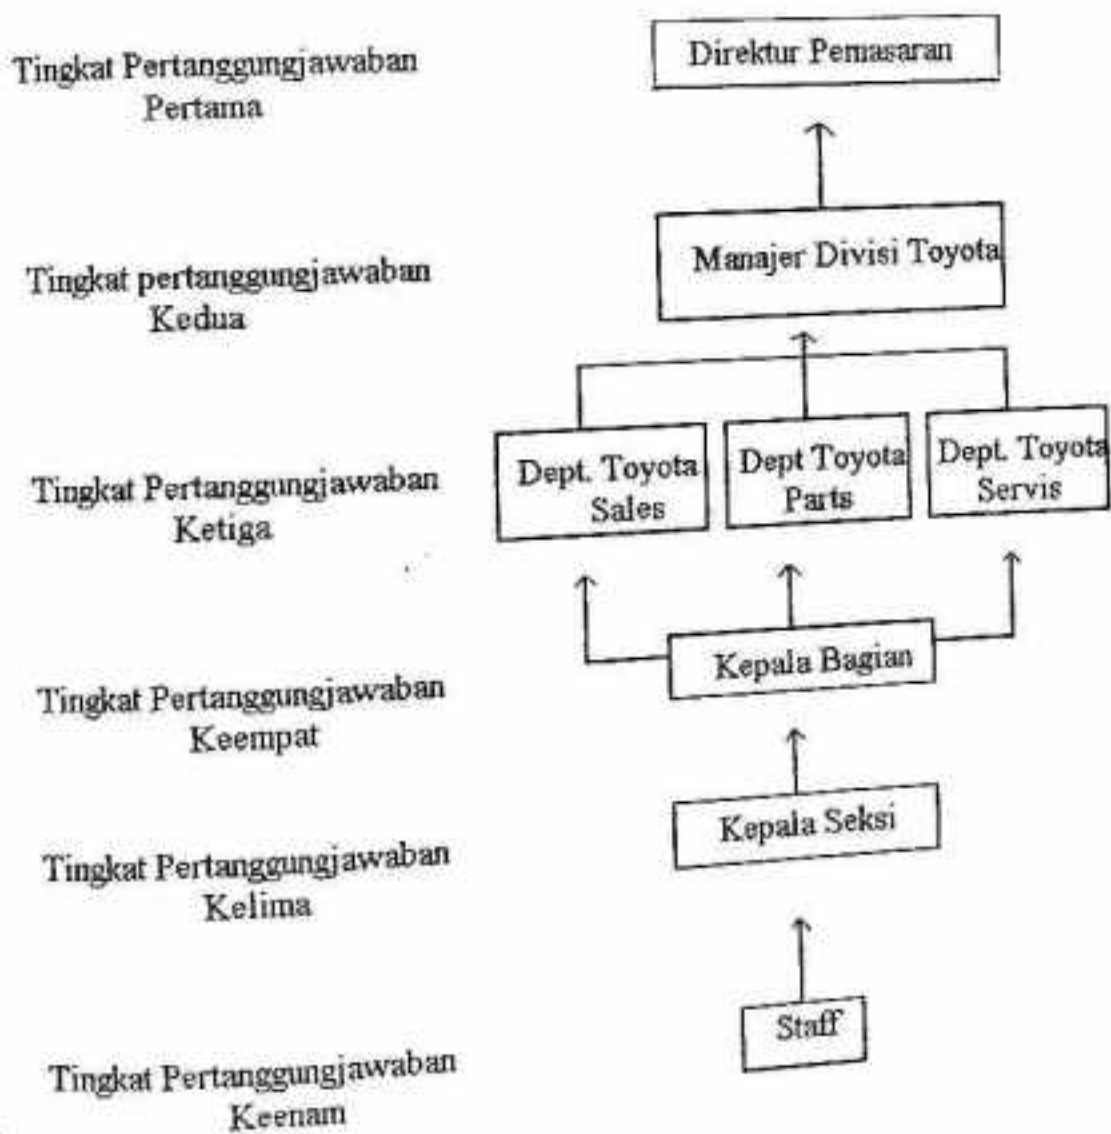 Tingkat Pertanggungjawaban
Pertama
Direktur Pemasaran
Tingkat pertanggungjawaban
Kedua
Manajer Divisi Toyota
Tingkat Pertanggungjawaban
Ketiga
Dept. Toyota
Sales
Dept Toyota
Parts
Dept. Toyota
Servis
Tingkat Pertanggungjawaban
Keempat
Kepala Bagian
Tingkat Pertanggungjawaban
Kelima
Kepala Seksi
Tingkat Pertanggungjawaban
Keenam
Staff